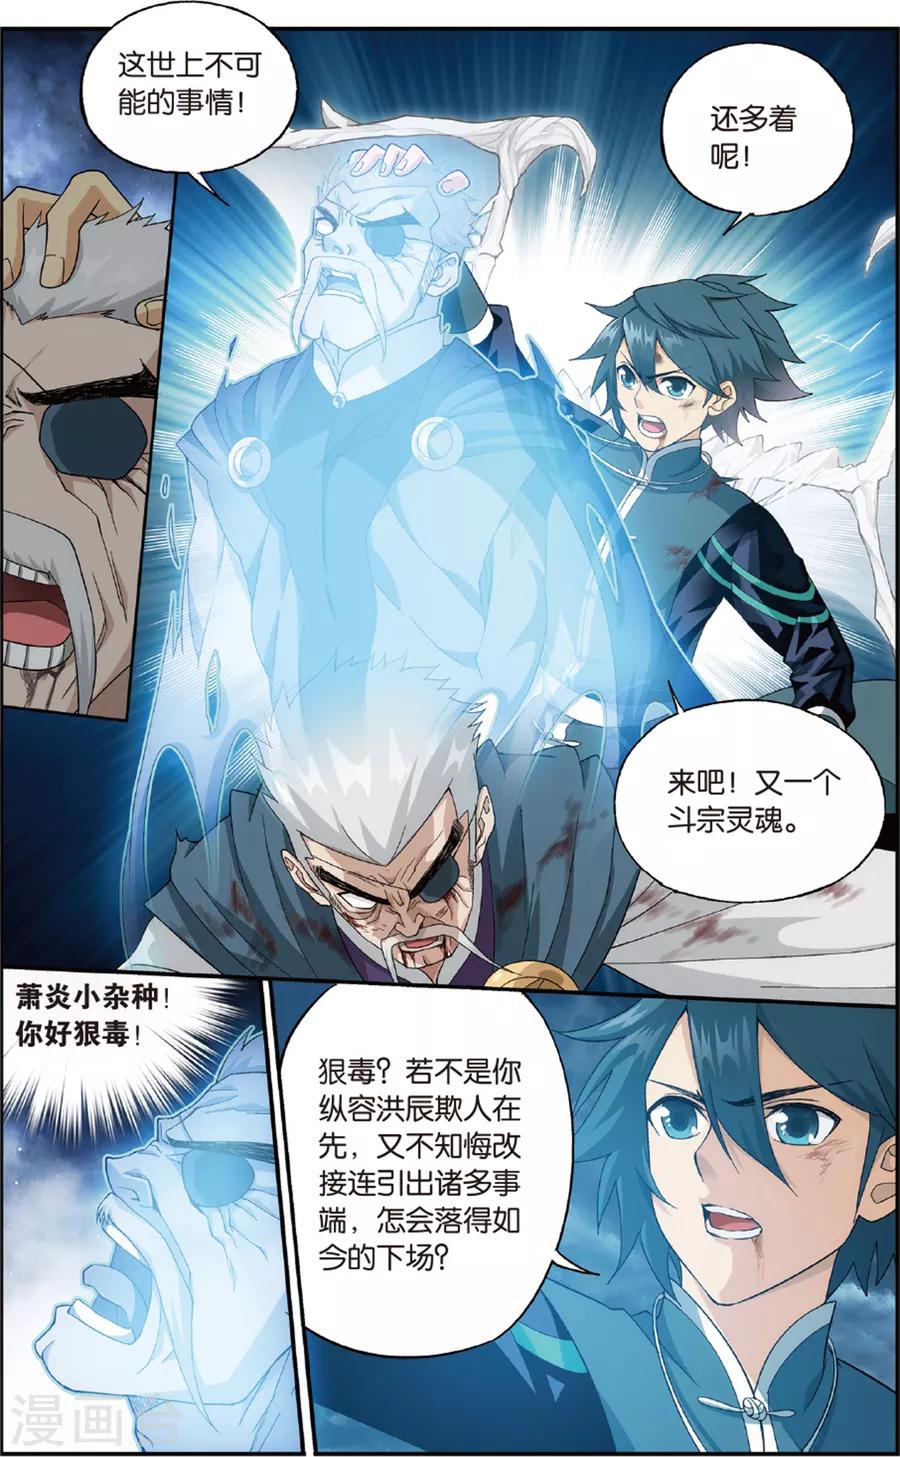 这世上不可
能的事情！
还多着
呢！
来吧！又一个
斗宗灵魂。
萧炎小杂种！
你好狠毒！
狠毒？若不是你
纵容洪辰欺人在
先，又不知悔改
接连引出诸多事
端，怎会落得如
今的下场？
漫画台